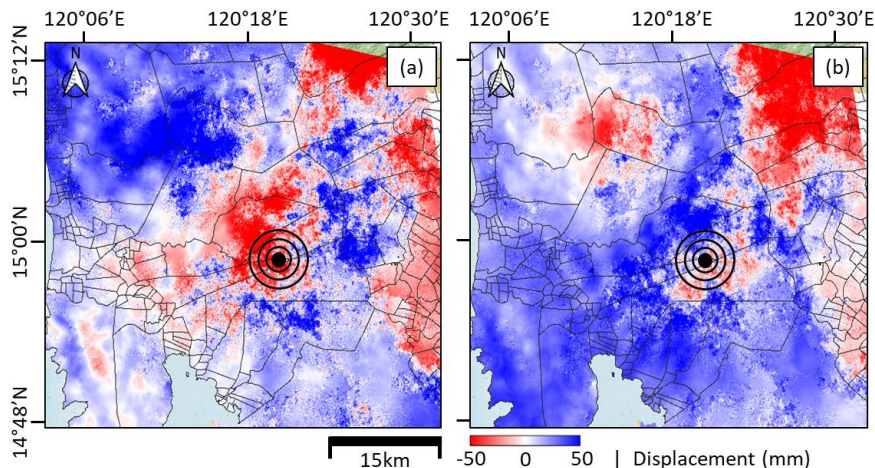 120°06′E 120°18′E 120°30′E 120°06′E 120°18′E 120°30′E
15°12′N
15°00′N
14°48′N
N
(a)
N
(b)
15km
-50 0 50 | Displacement (mm)